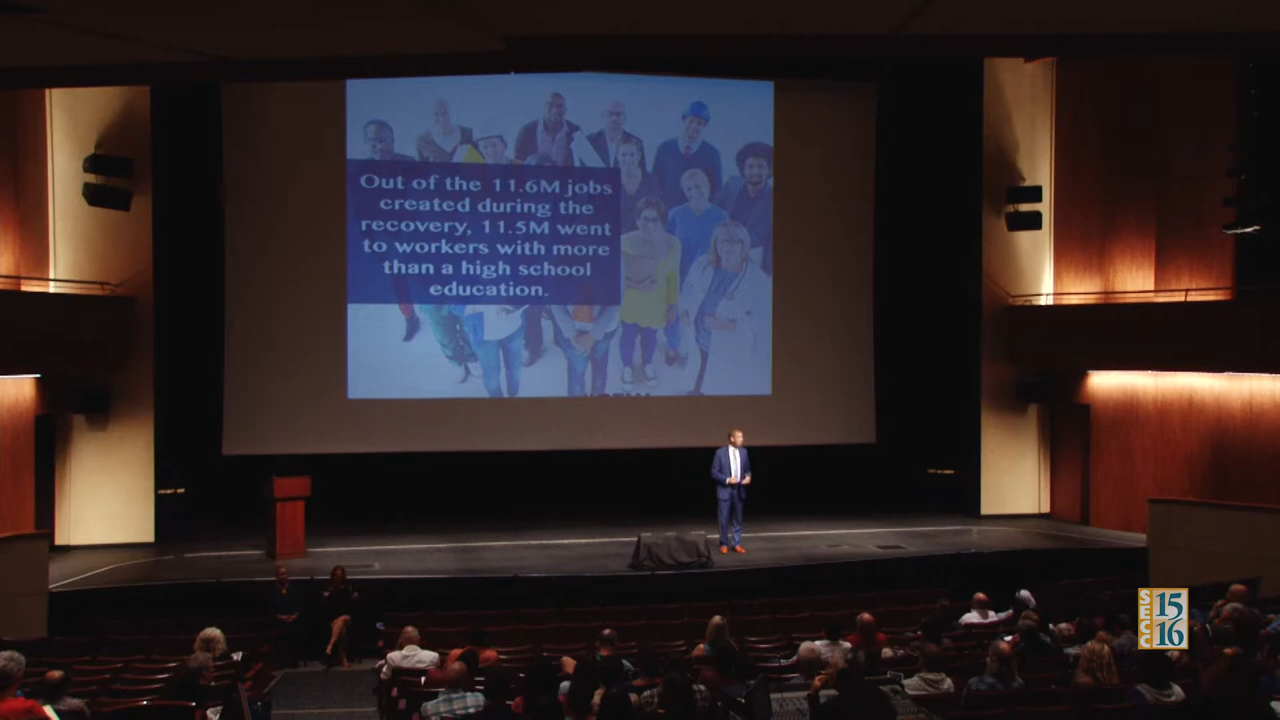 Out of the 11.6M jobs
created during the
recovery, 11.5M went
to workers with more
than a high school
education.
SECC
15
16